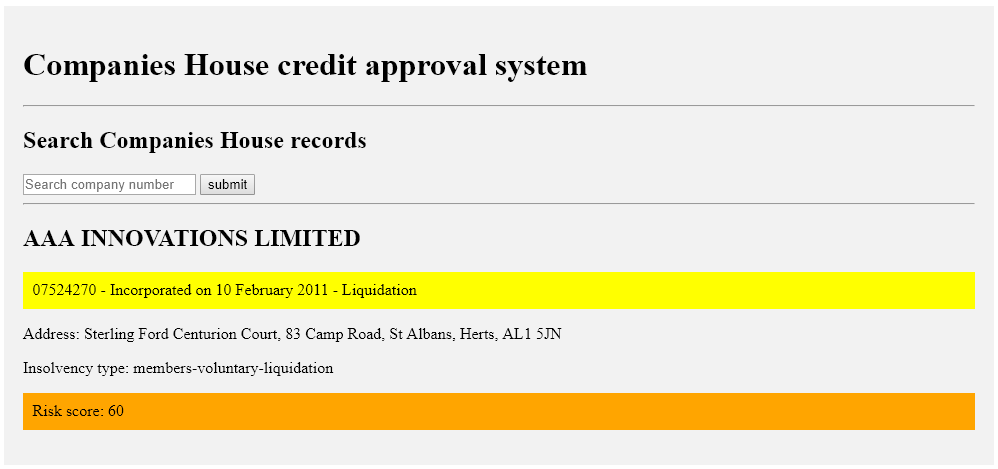 Companies House credit approval system
Search Companies House records
Search company number submit
AAA INNOVATIONS LIMITED
07524270 - Incorporated on 10 February 2011 - Liquidation
Address: Sterling Ford Centurion Court, 83 Camp Road, St Albans, Herts, AL1 5JN
Insolvency type: members-voluntary-liquidation
Risk score: 60